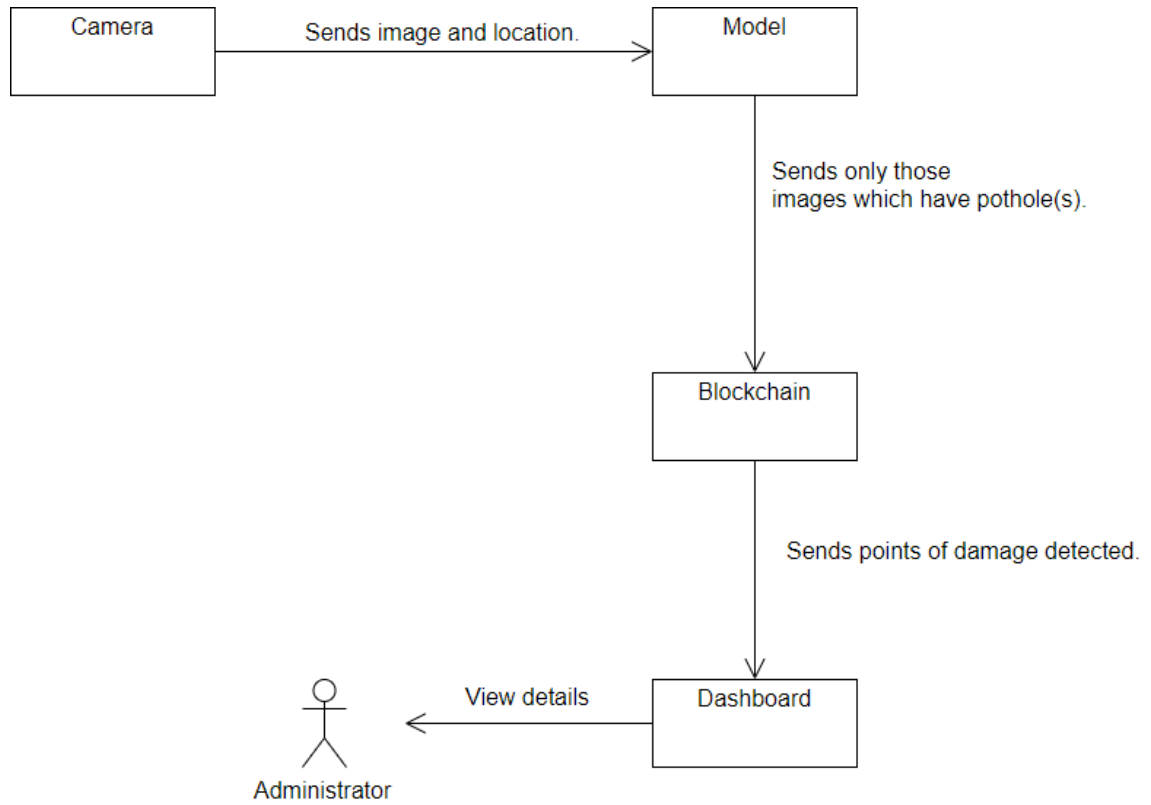 Camera
Sends image and location.
Model
Sends only those
images which have pothole(s).
Blockchain
Sends points of damage detected.
View details
Dashboard
Administrator